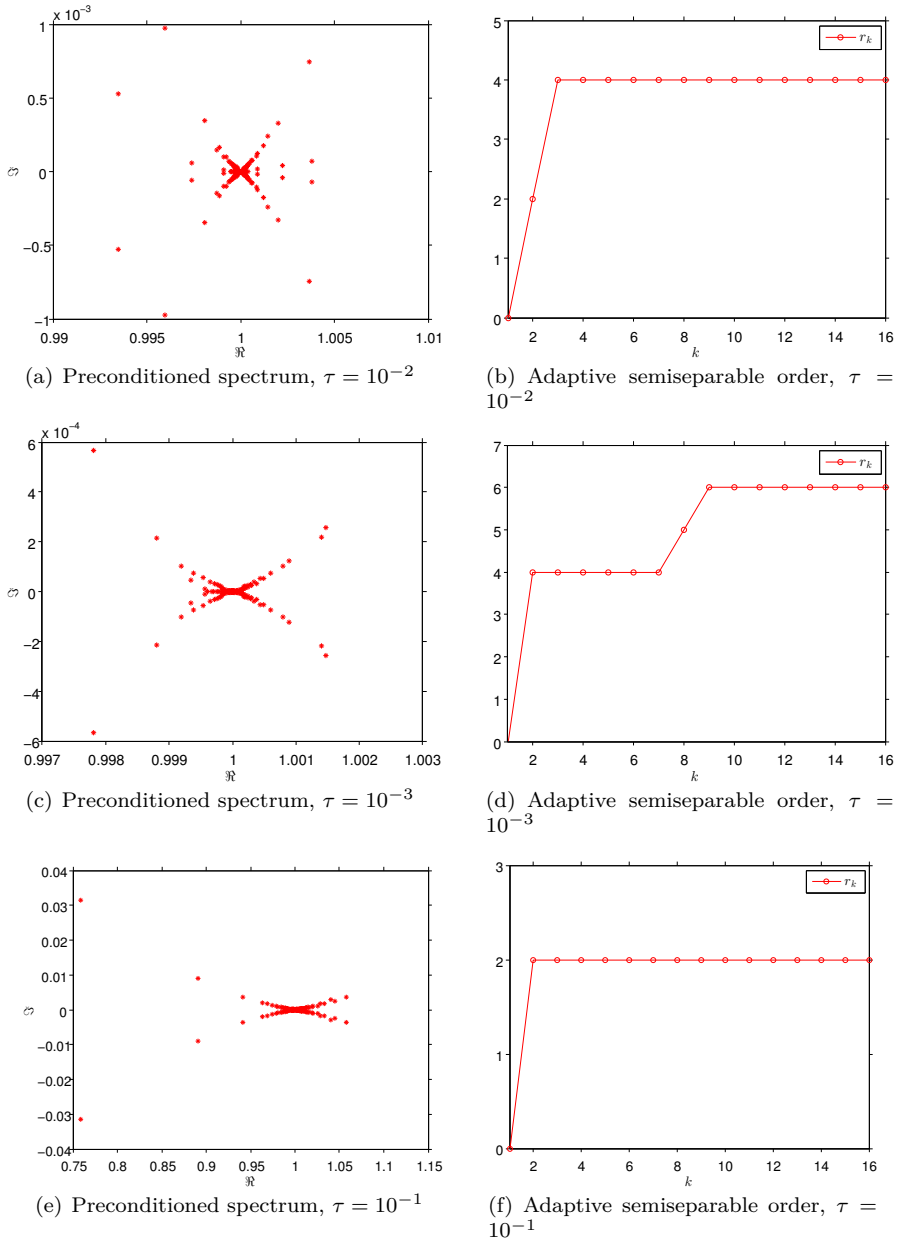 x 10⁻³
1
0.5
0
−0.5
−1
ℑ
0.99 0.995 1 1.005 1.01
ℜ
(a) Preconditioned spectrum, τ = 10⁻²
5
4
3
2
1
0
r_k
2 4 6 8 10 12 14 16
k
(b) Adaptive semiseparable order, τ =
10⁻²
x 10⁻⁴
6
4
2
0
−2
−4
−6
ℑ
0.997 0.998 0.999 1 1.001 1.002 1.003
ℜ
(c) Preconditioned spectrum, τ = 10⁻³
7
6
5
4
3
2
1
0
r_k
2 4 6 8 10 12 14 16
k
(d) Adaptive semiseparable order, τ =
10⁻³
0.04
0.03
0.02
0.01
0
−0.01
−0.02
−0.03
−0.04
ℑ
0.75 0.8 0.85 0.9 0.95 1 1.05 1.1 1.15
ℜ
(e) Preconditioned spectrum, τ = 10⁻¹
3
2
1
0
r_k
2 4 6 8 10 12 14 16
k
(f) Adaptive semiseparable order, τ =
10⁻¹